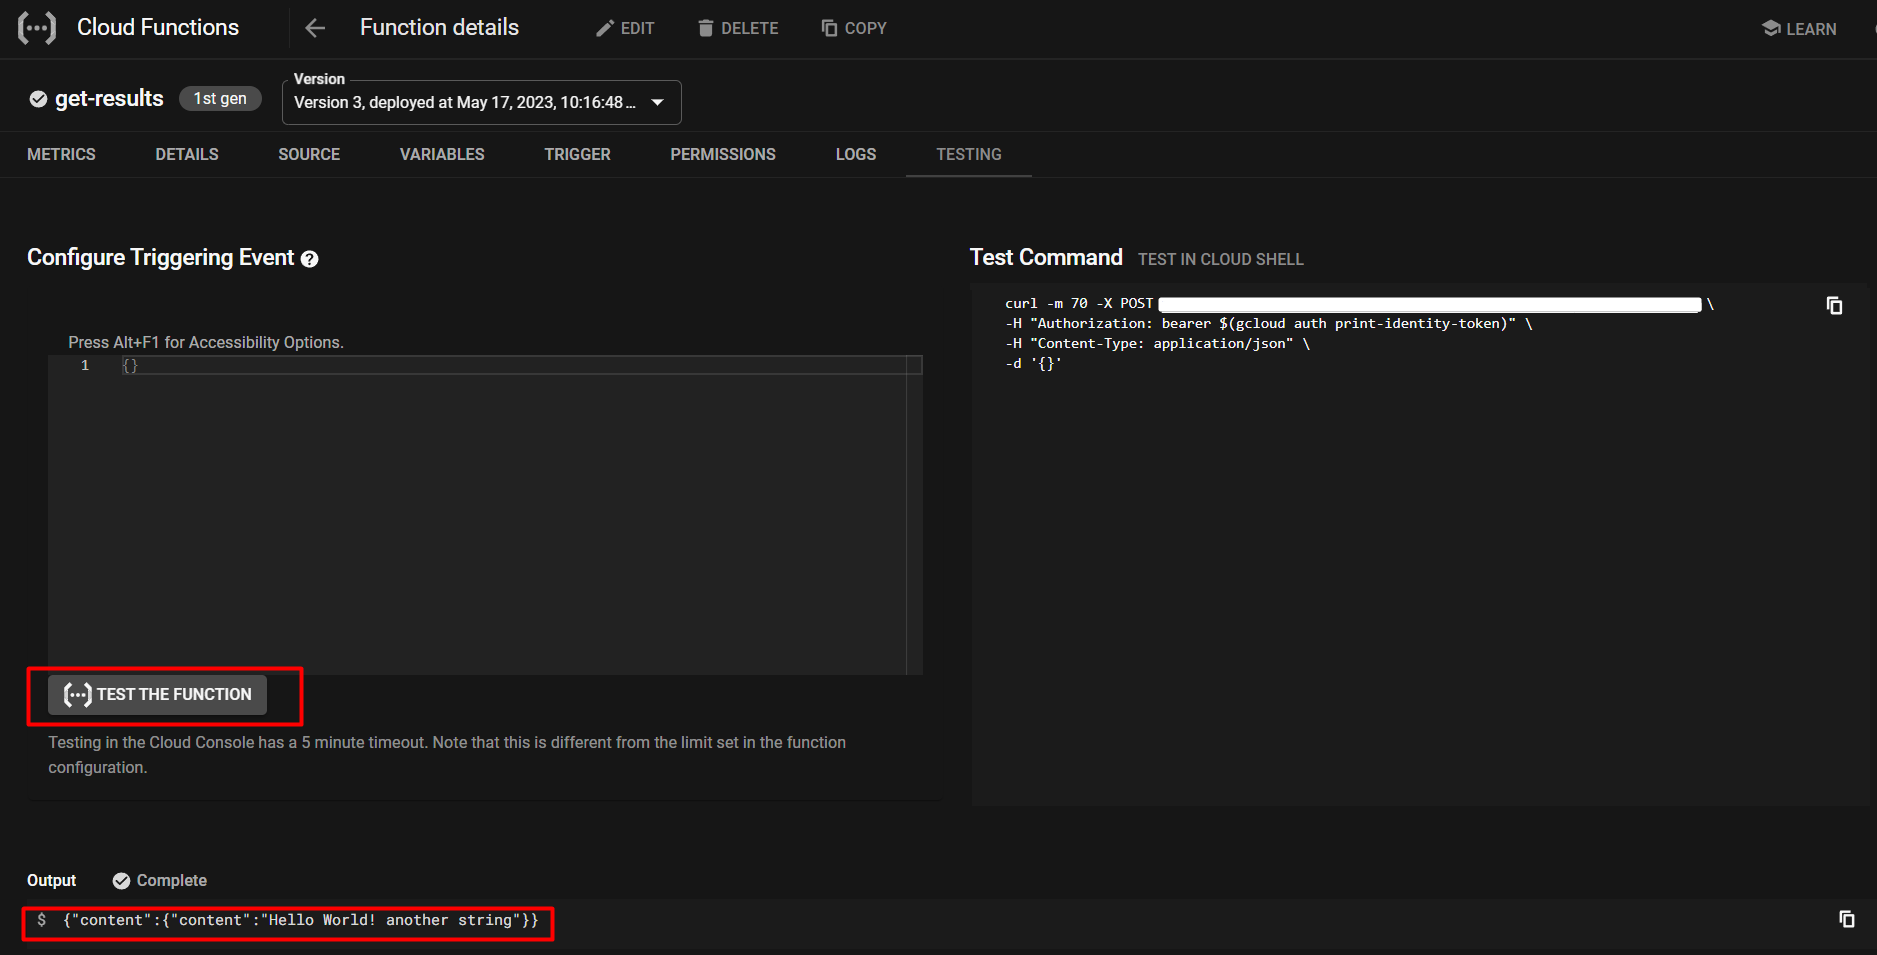 Cloud Functions
Function details
EDIT
DELETE
COPY
LEARN
get-results
1st gen
Version
Version 3, deployed at May 17, 2023, 10:16:48 ...
METRICS
DETAILS
SOURCE
VARIABLES
TRIGGER
PERMISSIONS
LOGS
TESTING
Configure Triggering Event
Press Alt+F1 for Accessibility Options.
1 {}
TEST THE FUNCTION
Testing in the Cloud Console has a 5 minute timeout. Note that this is different from the limit set in the function
configuration.
Test Command
TEST IN CLOUD SHELL
curl -m 70 -X POST \
-H "Authorization: bearer $(gcloud auth print-identity-token)" \
-H "Content-Type: application/json" \
-d '{}'
Output
Complete
$ {"content":{"content":"Hello World! another string"}}